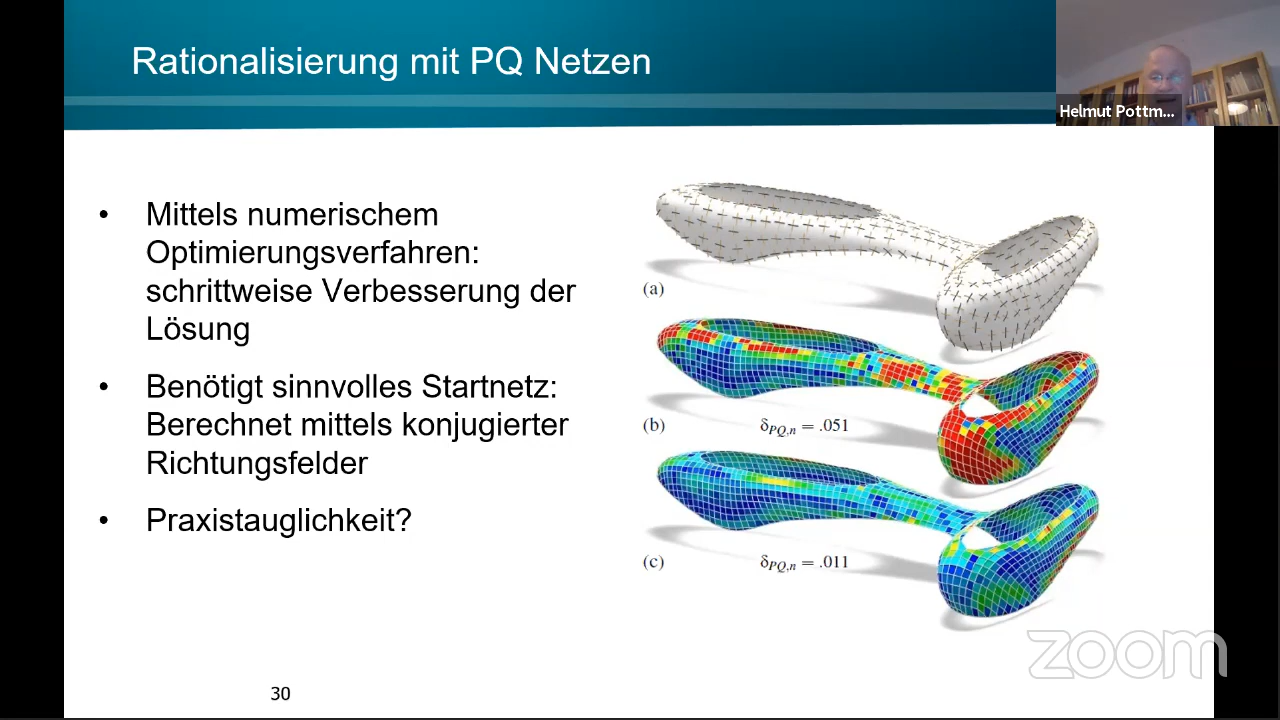 Rationalisierung mit PQ Netzen
Helmut Pottm...
• Mittels numerischem
Optimierungsverfahren:
schrittweise Verbesserung der
Lösung
• Benötigt sinnvolles Startnetz:
Berechnet mittels konjugierter
Richtungsfelder
• Praxistauglichkeit?
(a)
(b) δPQ,n = .051
(c) δPQ,n = .011
zoom
30